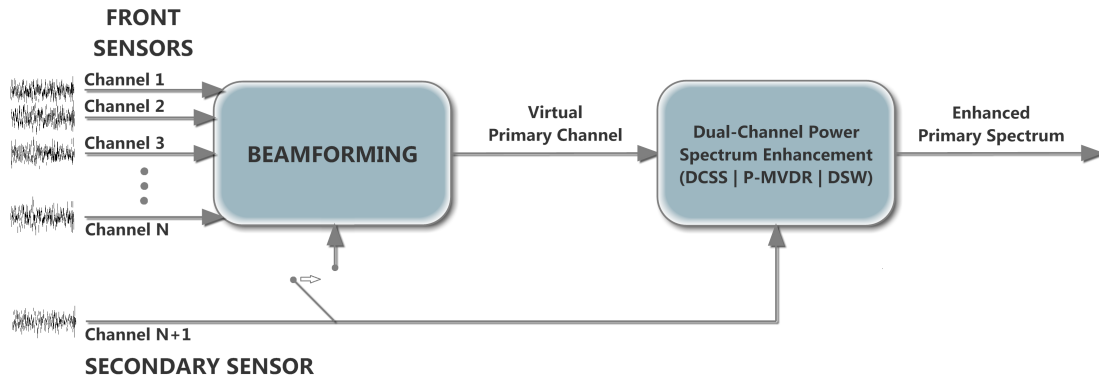 FRONT
SENSORS
Channel 1
Channel 2
Channel 3
Channel N
BEAMFORMING
Virtual
Primary Channel
Dual-Channel Power
Spectrum Enhancement
(DCSS | P-MVDR | DSW)
Enhanced
Primary Spectrum
Channel N+1
SECONDARY SENSOR